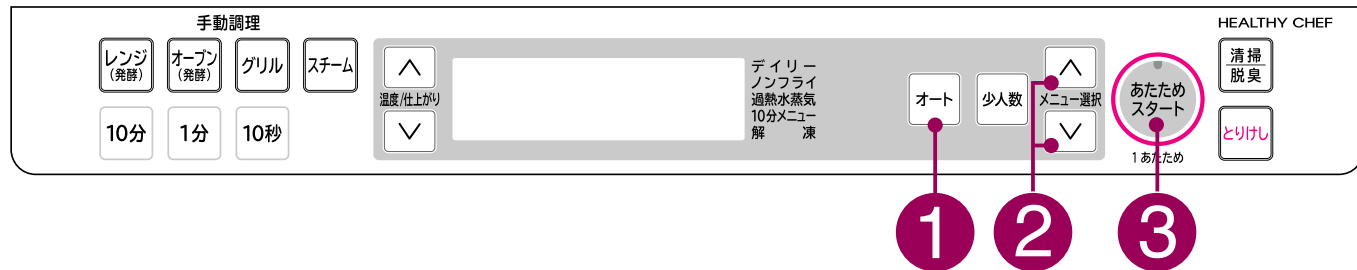 手動調理
HEALTHY CHEF
レンジ
(発酵)
オーブン
(発酵)
グリル
スチーム
10分
1分
10秒
温度/仕上がり
デイリー
ノンフライ
過熱水蒸気
10分メニュー
解 凍
オート
少人数
メニュー選択
あたため
スタート
1 あたため
清掃
脱臭
とりけし
1
2
3